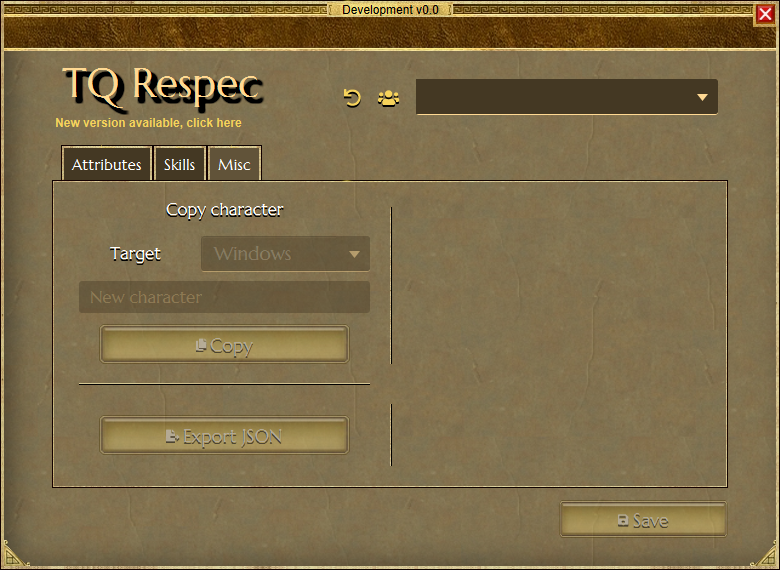 Development v0.0
TQ Respec
New version available, click here
Attributes
Skills
Misc
Copy character
Target
Windows
New character
Copy
Export JSON
Save